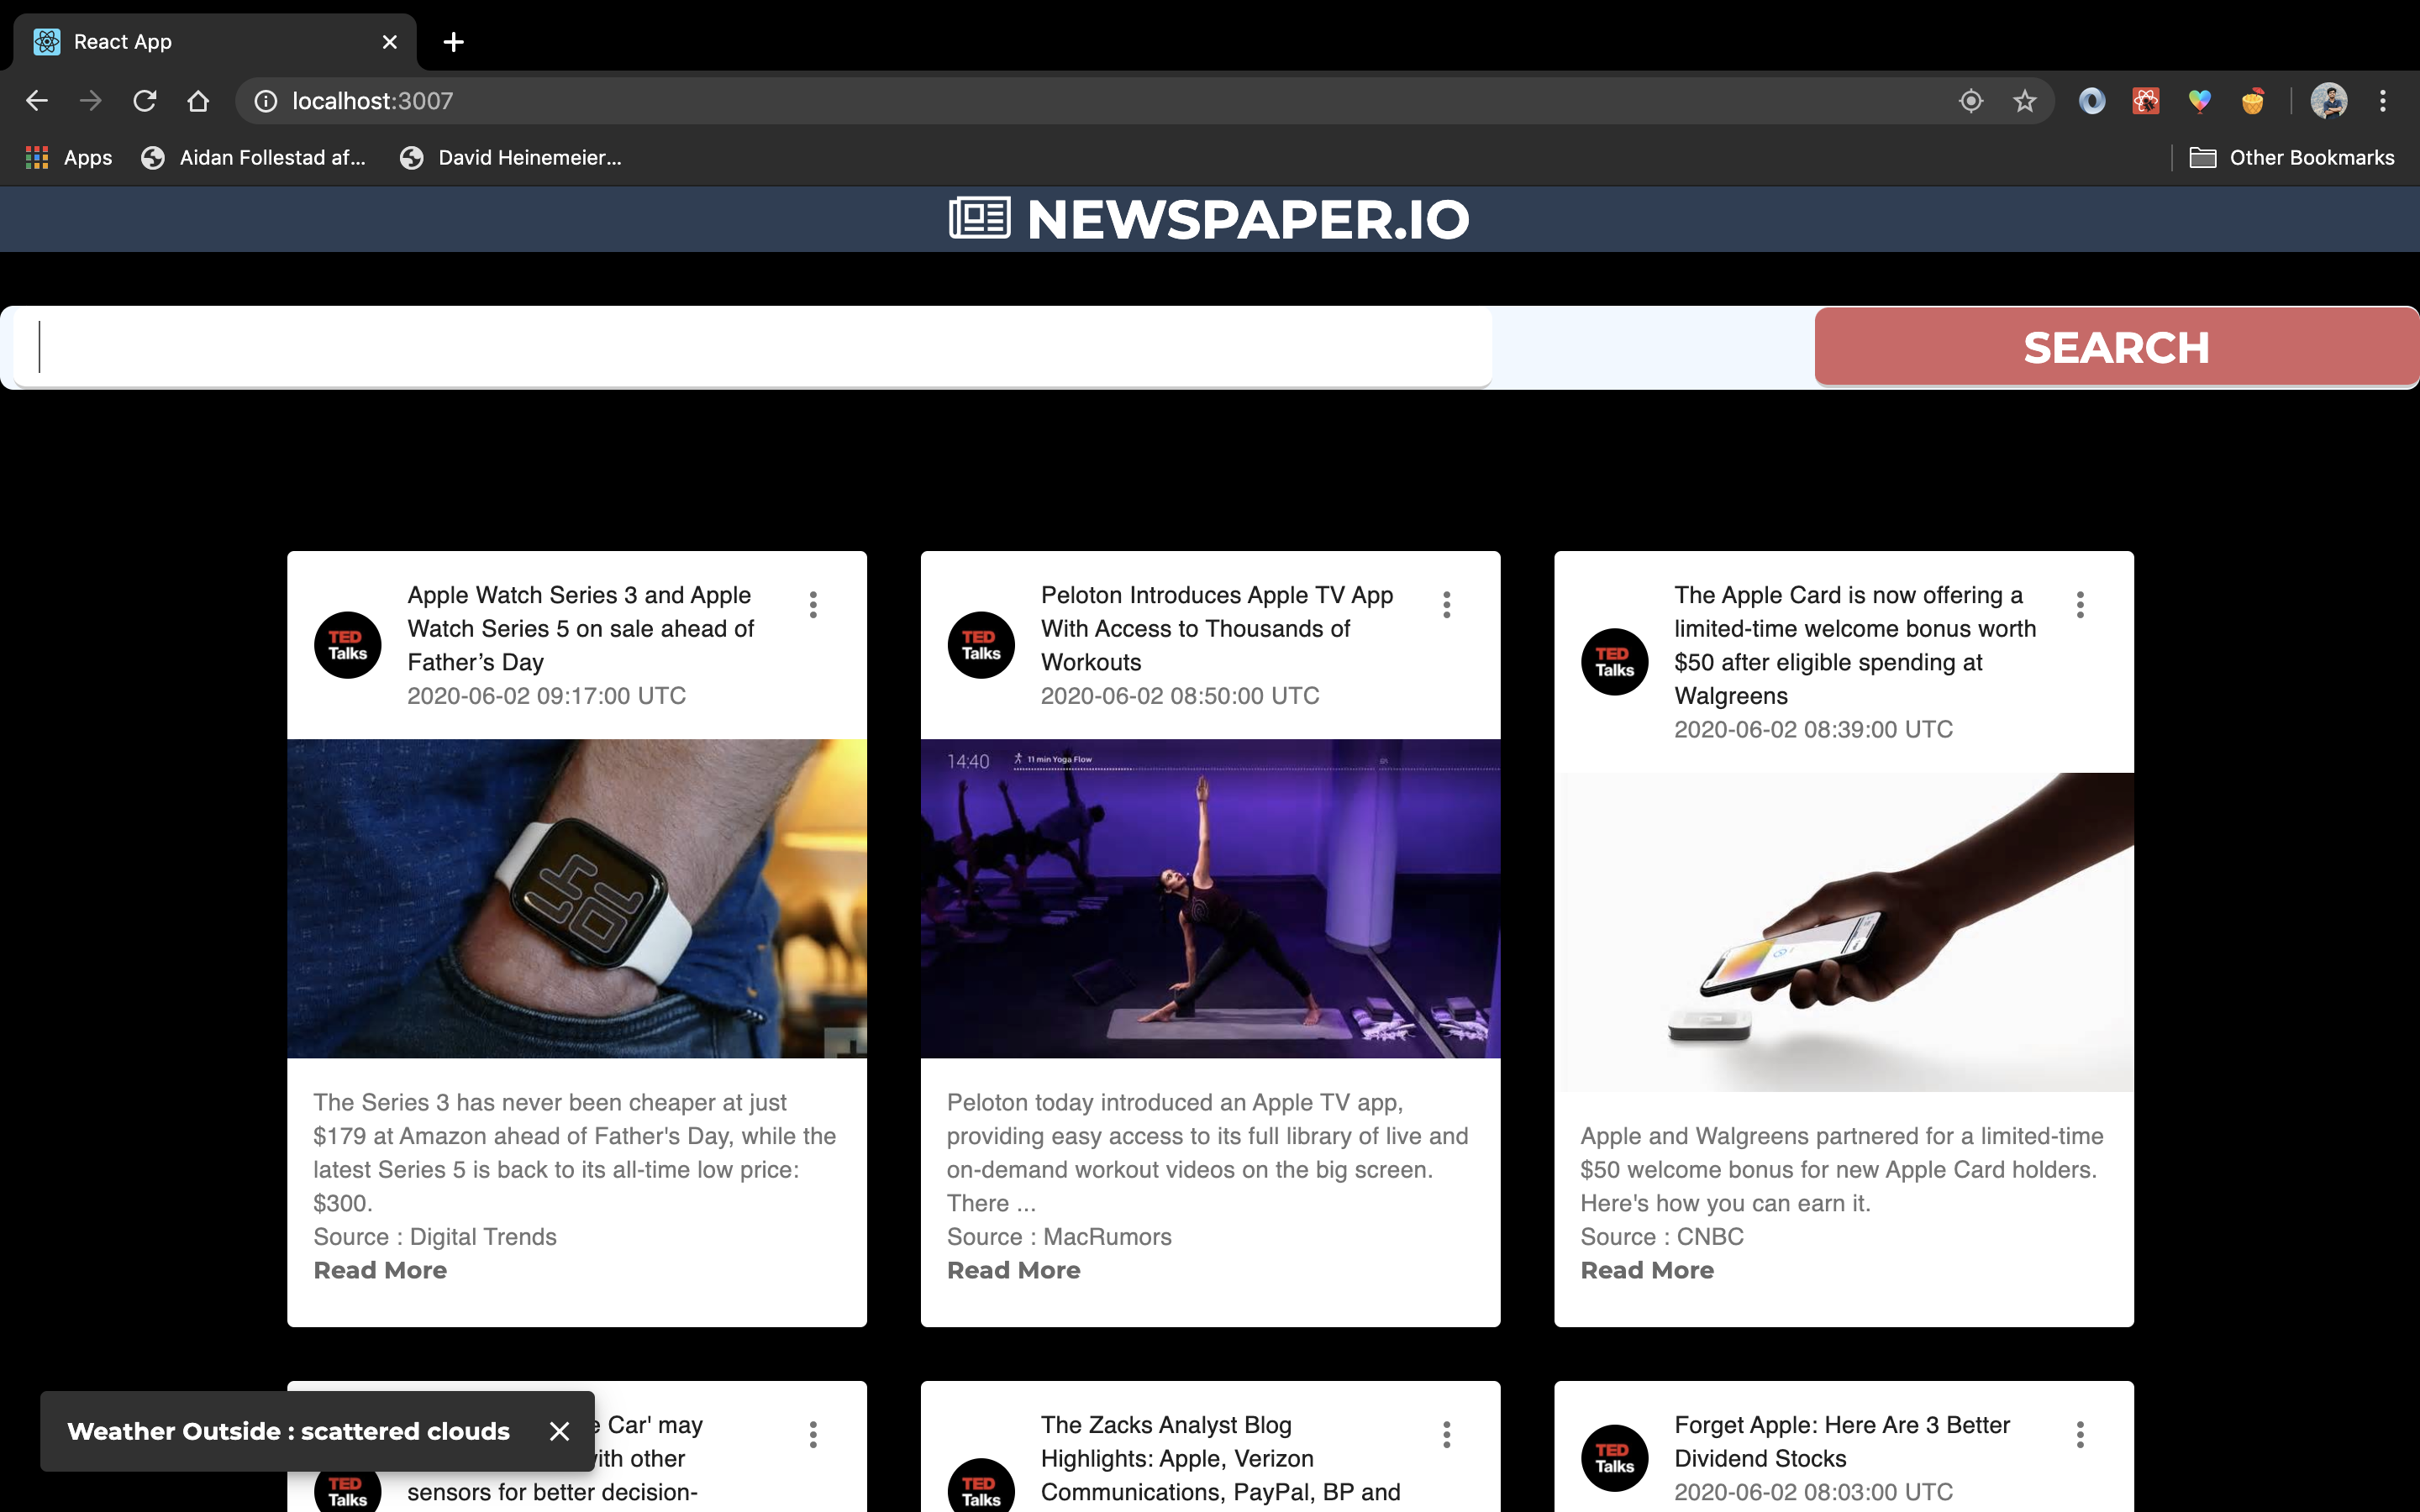 React App
localhost:3007
Apps
Aidan Follestad af...
David Heinemeier...
Other Bookmarks
NEWSPAPER.IO
SEARCH
TED
Talks
Apple Watch Series 3 and Apple
Watch Series 5 on sale ahead of
Father’s Day
2020-06-02 09:17:00 UTC
The Series 3 has never been cheaper at just
$179 at Amazon ahead of Father's Day, while the
latest Series 5 is back to its all-time low price:
$300.
Source : Digital Trends
Read More
TED
Talks
Peloton Introduces Apple TV App
With Access to Thousands of
Workouts
2020-06-02 08:50:00 UTC
14:40
11 min Yoga Flow
Peloton today introduced an Apple TV app,
providing easy access to its full library of live and
on-demand workout videos on the big screen.
There ...
Source : MacRumors
Read More
TED
Talks
The Apple Card is now offering a
limited-time welcome bonus worth
$50 after eligible spending at
Walgreens
2020-06-02 08:39:00 UTC
Apple and Walgreens partnered for a limited-time
$50 welcome bonus for new Apple Card holders.
Here's how you can earn it.
Source : CNBC
Read More
Weather Outside : scattered clouds
TED
Talks
Car' may
with other
sensors for better decision-
TED
Talks
The Zacks Analyst Blog
Highlights: Apple, Verizon
Communications, PayPal, BP and
TED
Talks
Forget Apple: Here Are 3 Better
Dividend Stocks
2020-06-02 08:03:00 UTC